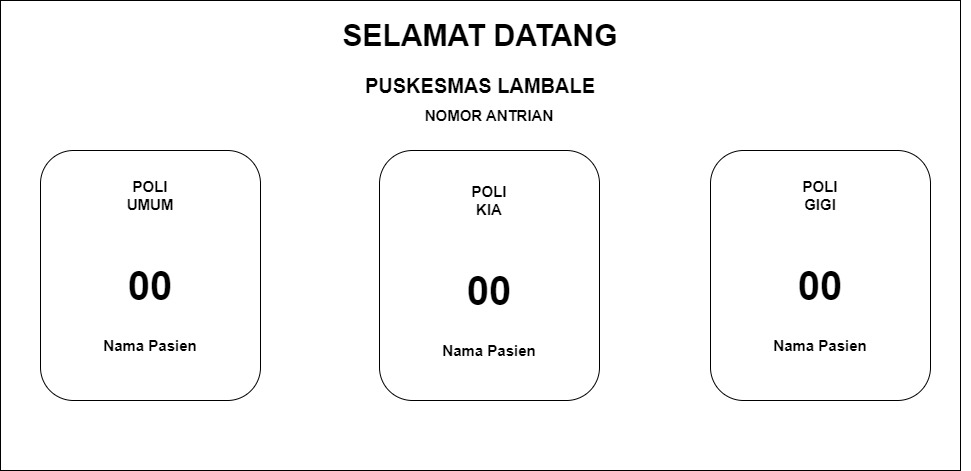 SELAMAT DATANG
PUSKESMAS LAMBALE
NOMOR ANTRIAN
POLI
UMUM
00
Nama Pasien
POLI
KIA
00
Nama Pasien
POLI
GIGI
00
Nama Pasien